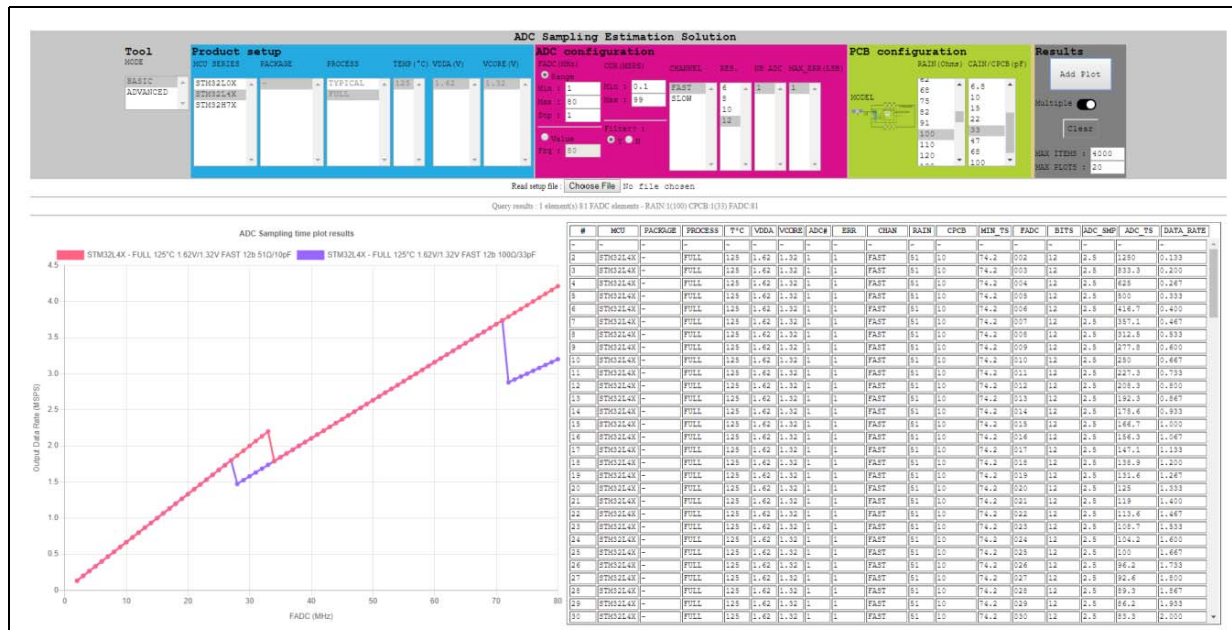 ADC Sampling Estimation Solution
Tool
MODE
BASIC
ADVANCED
Product setup
MCU SERIES PACKAGE PROCESS TEMP(°C) VDDA(V) VCORE(V)
STM32L0X - TYPICAL 125 1.62 1.32
STM32L4X FULL
STM32H7X
ADC configuration
FADC(MHz) ODR(MSPS) CHANNEL RES. NB ADC MAX_ERR(LSB)
Range
Min : 1 Min : 0.1 FAST 6 1 1
Max : 80 Max : 99 SLOW 8
Stp : 1 10
12
Value Filter? :
Frq : 80 Y N
PCB configuration
RAIN(Ohms) CAIN/CPCB(pF)
MODEL
62 6.8
68 10
75 15
82 22
91 33
100 47
110 68
120 100
Results
Add Plot
Multiple
Clear
MAX ITEMS : 4000
MAX PLOTS : 20
Read setup file : Choose File No file chosen
Query results : 1 element(s) 81 FADC elements - RAIN:1(100) CPCB:1(33) FADC:81
ADC Sampling time plot results
STM32L4X - FULL 125°C 1.62V/1.32V FAST 12b 51Ω/10pF STM32L4X - FULL 125°C 1.62V/1.32V FAST 12b 100Ω/33pF
Output Data Rate (MSPS)
4.5
4.0
3.5
3.0
2.5
2.0
1.5
1.0
0.5
0
0 10 20 30 40 50 60 70 80
FADC (MHz)
# MCU PACKAGE PROCESS T°C VDDA VCORE ADC# ERR CHAN RAIN CPCB MIN_TS FADC BITS ADC_SMP ADC_TS DATA_RATE
- - - - - - - - - - - - - - - - - -
2 STM32L4X - FULL 125 1.62 1.32 1 1 FAST 51 10 74.2 002 12 2.5 1250 0.133
3 STM32L4X - FULL 125 1.62 1.32 1 1 FAST 51 10 74.2 003 12 2.5 833.3 0.200
4 STM32L4X - FULL 125 1.62 1.32 1 1 FAST 51 10 74.2 004 12 2.5 625 0.267
5 STM32L4X - FULL 125 1.62 1.32 1 1 FAST 51 10 74.2 005 12 2.5 500 0.333
6 STM32L4X - FULL 125 1.62 1.32 1 1 FAST 51 10 74.2 006 12 2.5 416.7 0.400
7 STM32L4X - FULL 125 1.62 1.32 1 1 FAST 51 10 74.2 007 12 2.5 357.1 0.467
8 STM32L4X - FULL 125 1.62 1.32 1 1 FAST 51 10 74.2 008 12 2.5 312.5 0.533
9 STM32L4X - FULL 125 1.62 1.32 1 1 FAST 51 10 74.2 009 12 2.5 277.8 0.600
10 STM32L4X - FULL 125 1.62 1.32 1 1 FAST 51 10 74.2 010 12 2.5 250 0.667
11 STM32L4X - FULL 125 1.62 1.32 1 1 FAST 51 10 74.2 011 12 2.5 227.3 0.733
12 STM32L4X - FULL 125 1.62 1.32 1 1 FAST 51 10 74.2 012 12 2.5 208.3 0.800
13 STM32L4X - FULL 125 1.62 1.32 1 1 FAST 51 10 74.2 013 12 2.5 192.3 0.867
14 STM32L4X - FULL 125 1.62 1.32 1 1 FAST 51 10 74.2 014 12 2.5 178.6 0.933
15 STM32L4X - FULL 125 1.62 1.32 1 1 FAST 51 10 74.2 015 12 2.5 166.7 1.000
16 STM32L4X - FULL 125 1.62 1.32 1 1 FAST 51 10 74.2 016 12 2.5 156.3 1.067
17 STM32L4X - FULL 125 1.62 1.32 1 1 FAST 51 10 74.2 017 12 2.5 147.1 1.133
18 STM32L4X - FULL 125 1.62 1.32 1 1 FAST 51 10 74.2 018 12 2.5 138.9 1.200
19 STM32L4X - FULL 125 1.62 1.32 1 1 FAST 51 10 74.2 019 12 2.5 131.6 1.267
20 STM32L4X - FULL 125 1.62 1.32 1 1 FAST 51 10 74.2 020 12 2.5 125 1.333
21 STM32L4X - FULL 125 1.62 1.32 1 1 FAST 51 10 74.2 021 12 2.5 119 1.400
22 STM32L4X - FULL 125 1.62 1.32 1 1 FAST 51 10 74.2 022 12 2.5 113.6 1.467
23 STM32L4X - FULL 125 1.62 1.32 1 1 FAST 51 10 74.2 023 12 2.5 108.7 1.533
24 STM32L4X - FULL 125 1.62 1.32 1 1 FAST 51 10 74.2 024 12 2.5 104.2 1.600
25 STM32L4X - FULL 125 1.62 1.32 1 1 FAST 51 10 74.2 025 12 2.5 100 1.667
26 STM32L4X - FULL 125 1.62 1.32 1 1 FAST 51 10 74.2 026 12 2.5 96.2 1.733
27 STM32L4X - FULL 125 1.62 1.32 1 1 FAST 51 10 74.2 027 12 2.5 92.6 1.800
28 STM32L4X - FULL 125 1.62 1.32 1 1 FAST 51 10 74.2 028 12 2.5 89.3 1.867
29 STM32L4X - FULL 125 1.62 1.32 1 1 FAST 51 10 74.2 029 12 2.5 86.2 1.933
30 STM32L4X - FULL 125 1.62 1.32 1 1 FAST 51 10 74.2 030 12 2.5 83.3 2.000